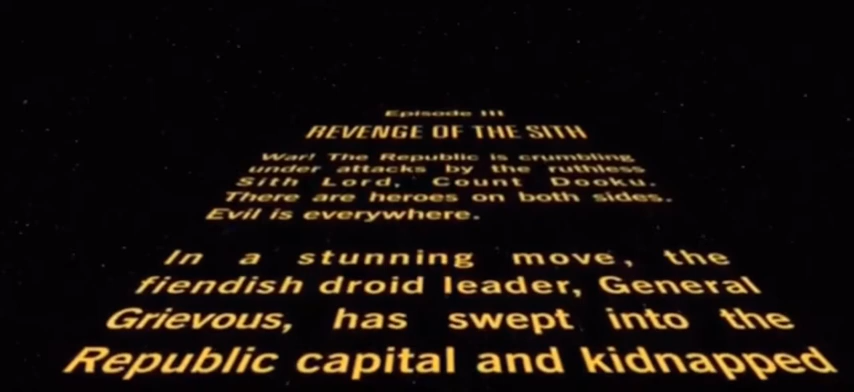 Episode III
REVENGE OF THE SITH
War! The Republic is crumbling
under attacks by the ruthless
Sith Lord, Count Dooku.
There are heroes on both sides.
Evil is everywhere.
In a stunning move, the
fiendish droid leader, General
Grievous, has swept into the
Republic capital and kidnapped